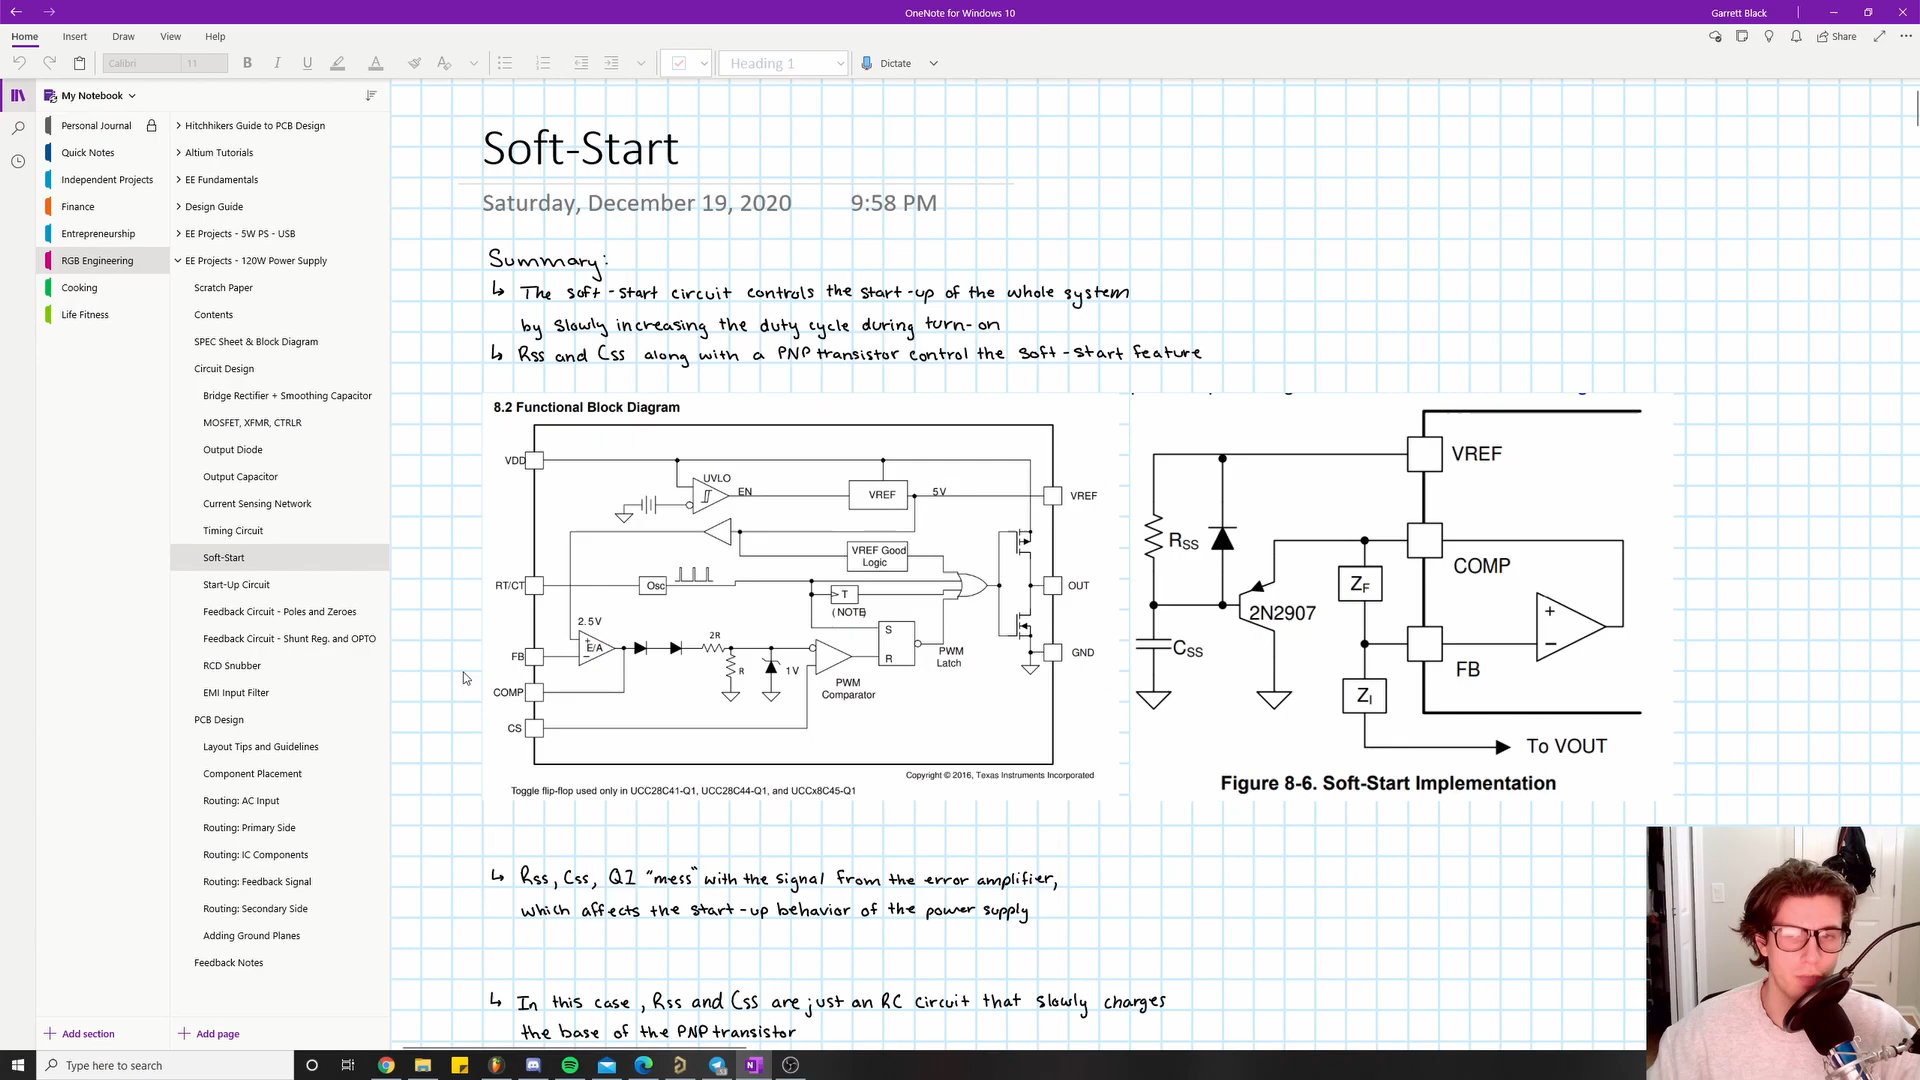 OneNote for Windows 10
Garrett Black
Home
Insert
Draw
View
Help
Share
Calibri
11
B
I
U
A
Heading 1
Dictate
My Notebook
Personal Journal
Quick Notes
Independent Projects
Finance
Entrepreneurship
RGB Engineering
Cooking
Life Fitness
Hitchhikers Guide to PCB Design
Altium Tutorials
EE Fundamentals
Design Guide
EE Projects - 5W PS - USB
EE Projects - 120W Power Supply
Scratch Paper
Contents
SPEC Sheet & Block Diagram
Circuit Design
Bridge Rectifier + Smoothing Capacitor
MOSFET, XFMR, CTRLR
Output Diode
Output Capacitor
Current Sensing Network
Timing Circuit
Soft-Start
Start-Up Circuit
Feedback Circuit - Poles and Zeroes
Feedback Circuit - Shunt Reg. and OPTO
RCD Snubber
EMI Input Filter
PCB Design
Layout Tips and Guidelines
Component Placement
Routing: AC Input
Routing: Primary Side
Routing: IC Components
Routing: Feedback Signal
Routing: Secondary Side
Adding Ground Planes
Feedback Notes
Add section
Add page
Soft-Start
Saturday, December 19, 2020 9:58 PM
Summary:
↳ The soft-start circuit controls the start-up of the whole system
by slowly increasing the duty cycle during turn-on
↳ Rss and Css along with a PNP transistor control the soft-start feature
8.2 Functional Block Diagram
VDD
UVLO
EN
VREF
5V
VREF
VREF Good
Logic
RT/CT
Osc
T
(NOTE)
OUT
2.5V
E/A
2R
R
1V
S
R
PWM
Latch
PWM
Comparator
FB
COMP
CS
GND
Copyright © 2016, Texas Instruments Incorporated
Toggle flip-flop used only in UCC28C41-Q1, UCC28C44-Q1, and UCCx8C45-Q1
VREF
RSS
COMP
ZF
2N2907
CSS
FB
ZI
To VOUT
Figure 8-6. Soft-Start Implementation
↳ Rss, Css, Q1 "mess" with the signal from the error amplifier,
which affects the start-up behavior of the power supply
↳ In this case, Rss and Css are just an RC circuit that slowly charges
the base of the PNP transistor
Type here to search